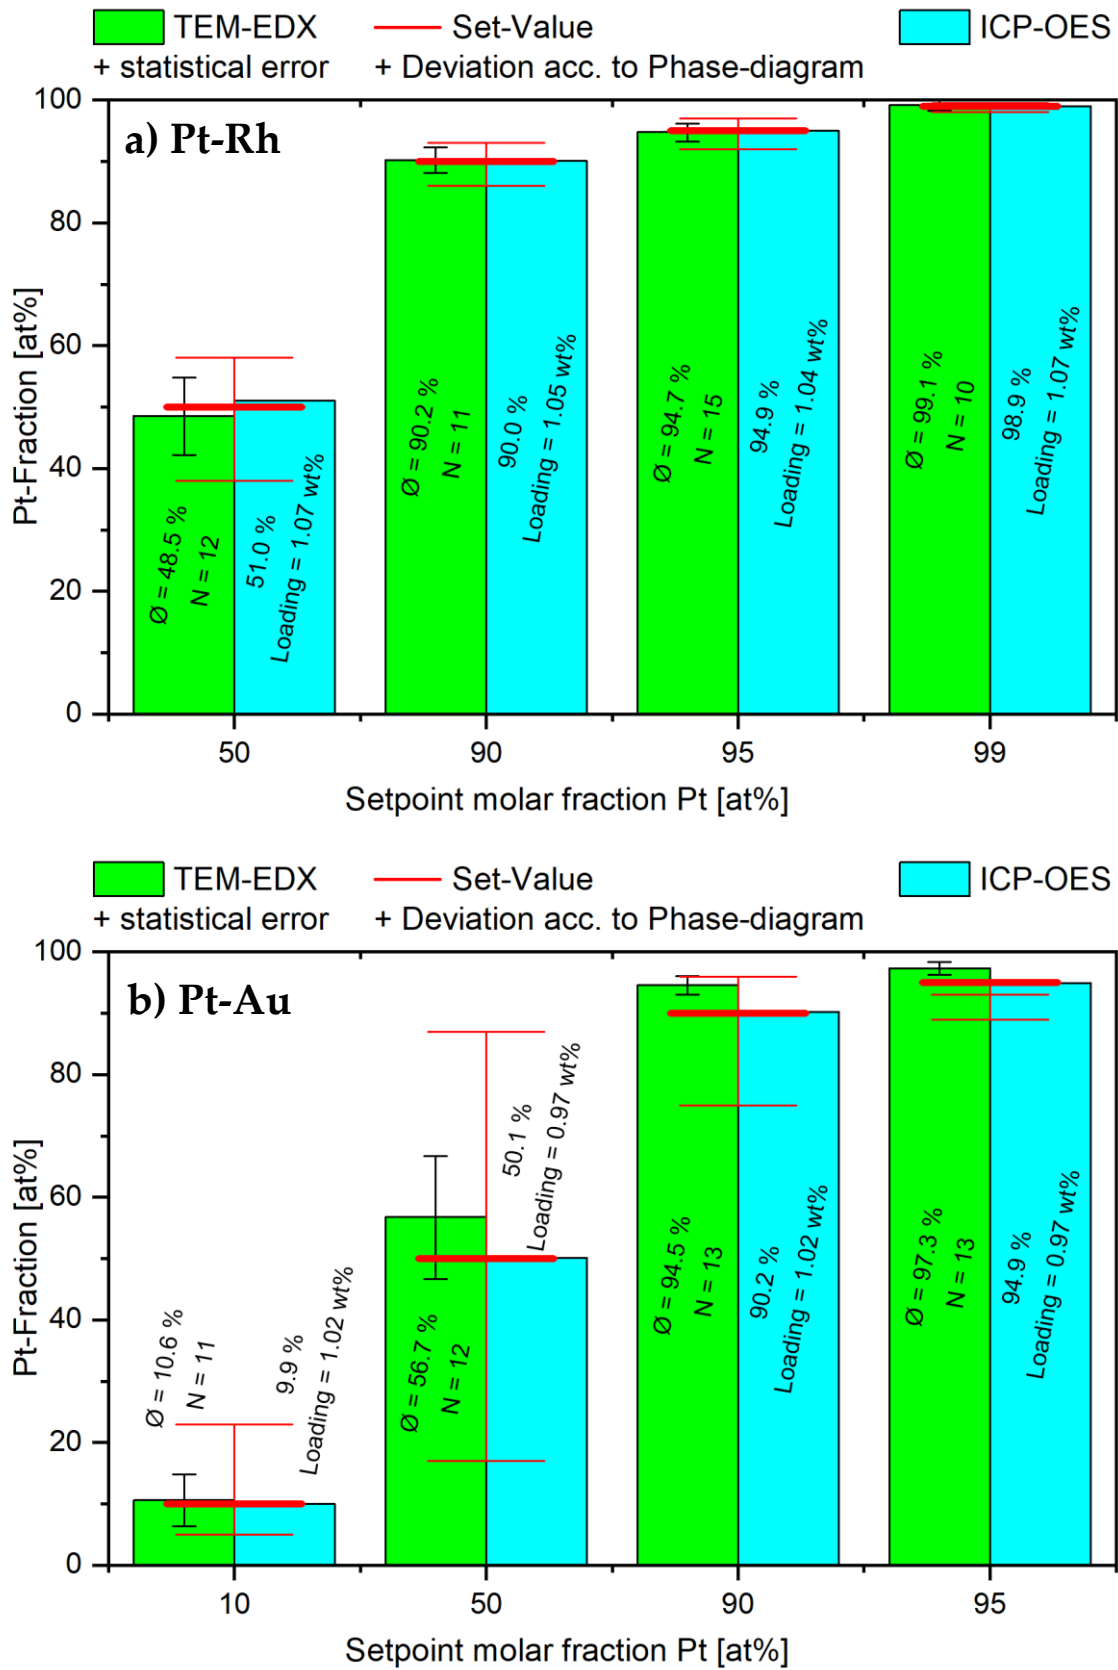 TEM-EDX Set-Value ICP-OES
+ statistical error + Deviation acc. to Phase-diagram
a) Pt-Rh
Pt-Fraction [at%]
100
80
60
40
20
0
Ø = 48.5 %
N = 12
51.0 %
Loading = 1.07 wt%
Ø = 90.2 %
N = 11
90.0 %
Loading = 1.05 wt%
Ø = 94.7 %
N = 15
94.9 %
Loading = 1.04 wt%
Ø = 99.1 %
N = 10
98.9 %
Loading = 1.07 wt%
50 90 95 99
Setpoint molar fraction Pt [at%]
TEM-EDX Set-Value ICP-OES
+ statistical error + Deviation acc. to Phase-diagram
b) Pt-Au
Pt-Fraction [at%]
100
80
60
40
20
0
Ø = 10.6 %
N = 11
9.9 %
Loading = 1.02 wt%
Ø = 56.7 %
N = 12
50.1 %
Loading = 0.97 wt%
Ø = 94.5 %
N = 13
90.2 %
Loading = 1.02 wt%
Ø = 97.3 %
N = 13
94.9 %
Loading = 0.97 wt%
10 50 90 95
Setpoint molar fraction Pt [at%]